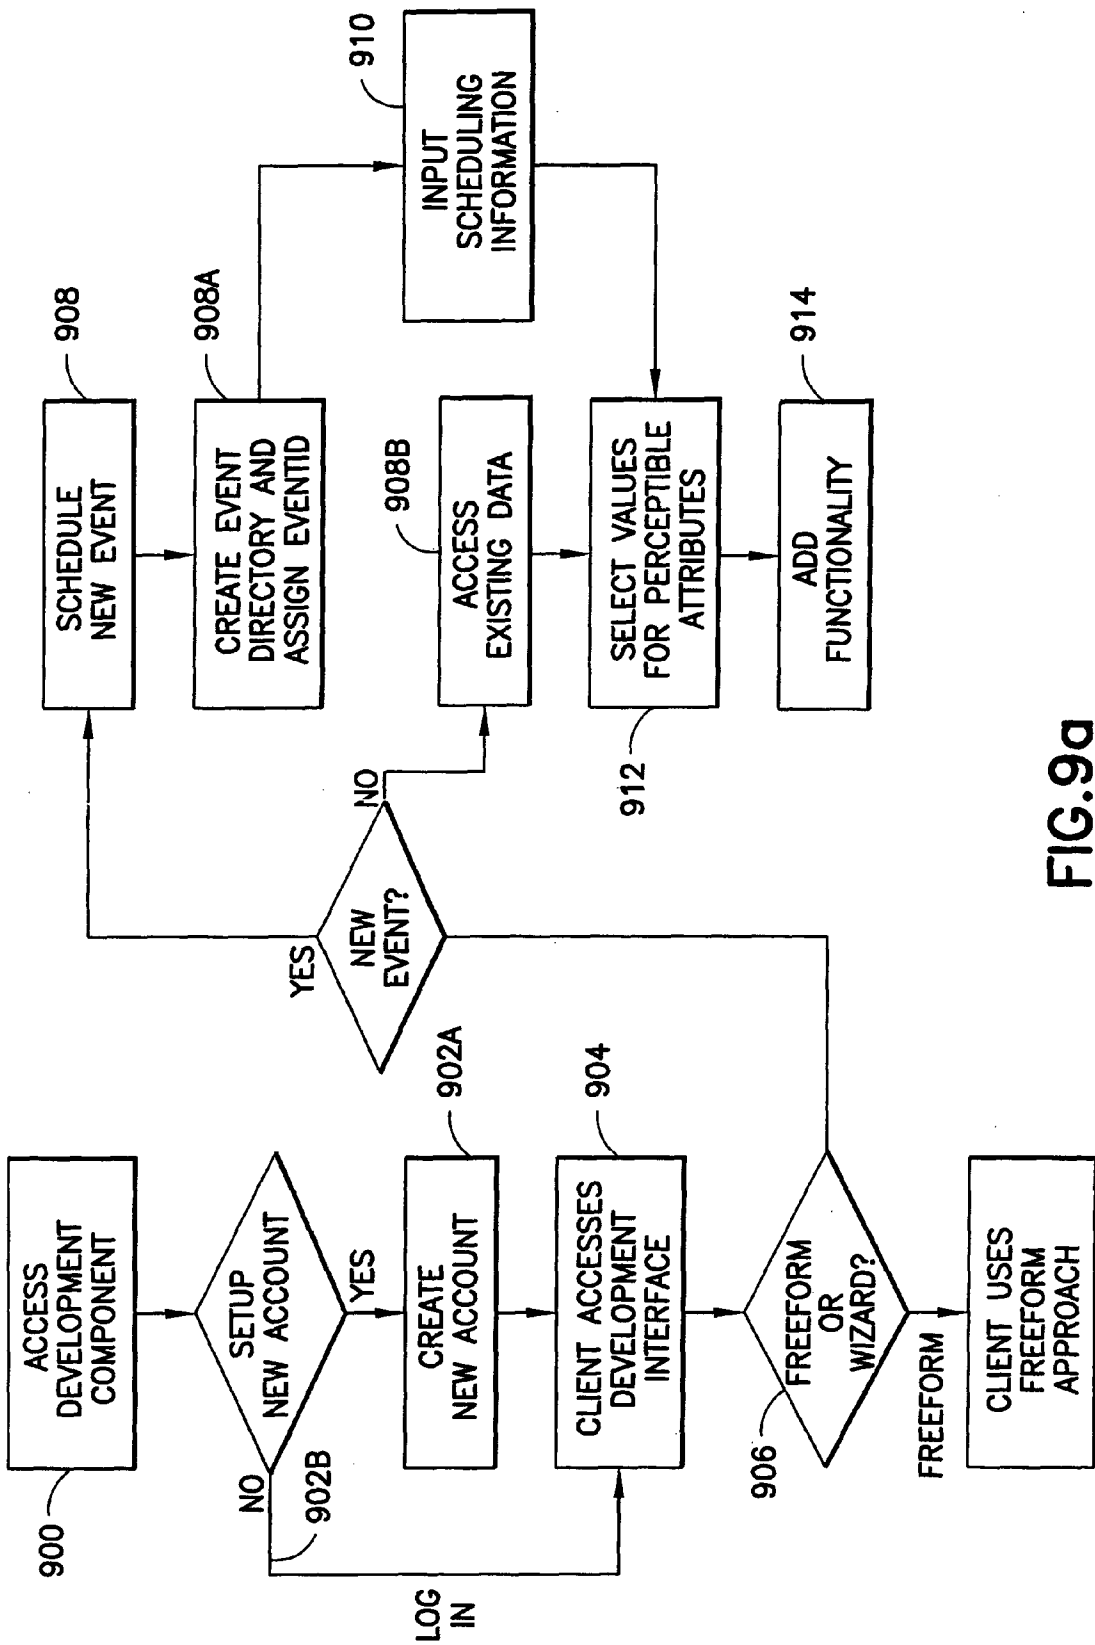 900
ACCESS
DEVELOPMENT
COMPONENT
SETUP
NEW ACCOUNT
NO
902B
LOG
IN
YES
902A
CREATE
NEW ACCOUNT
904
CLIENT ACCESSES
DEVELOPMENT
INTERFACE
906
FREEFORM
OR
WIZARD?
FREEFORM
CLIENT USES
FREEFORM
APPROACH
NEW
EVENT?
YES
NO
908
SCHEDULE
NEW EVENT
908A
CREATE EVENT
DIRECTORY AND
ASSIGN EVENTID
910
INPUT
SCHEDULING
INFORMATION
908B
ACCESS
EXISTING DATA
912
SELECT VALUES
FOR PERCEPTIBLE
ATTRIBUTES
914
ADD
FUNCTIONALITY
FIG.9a